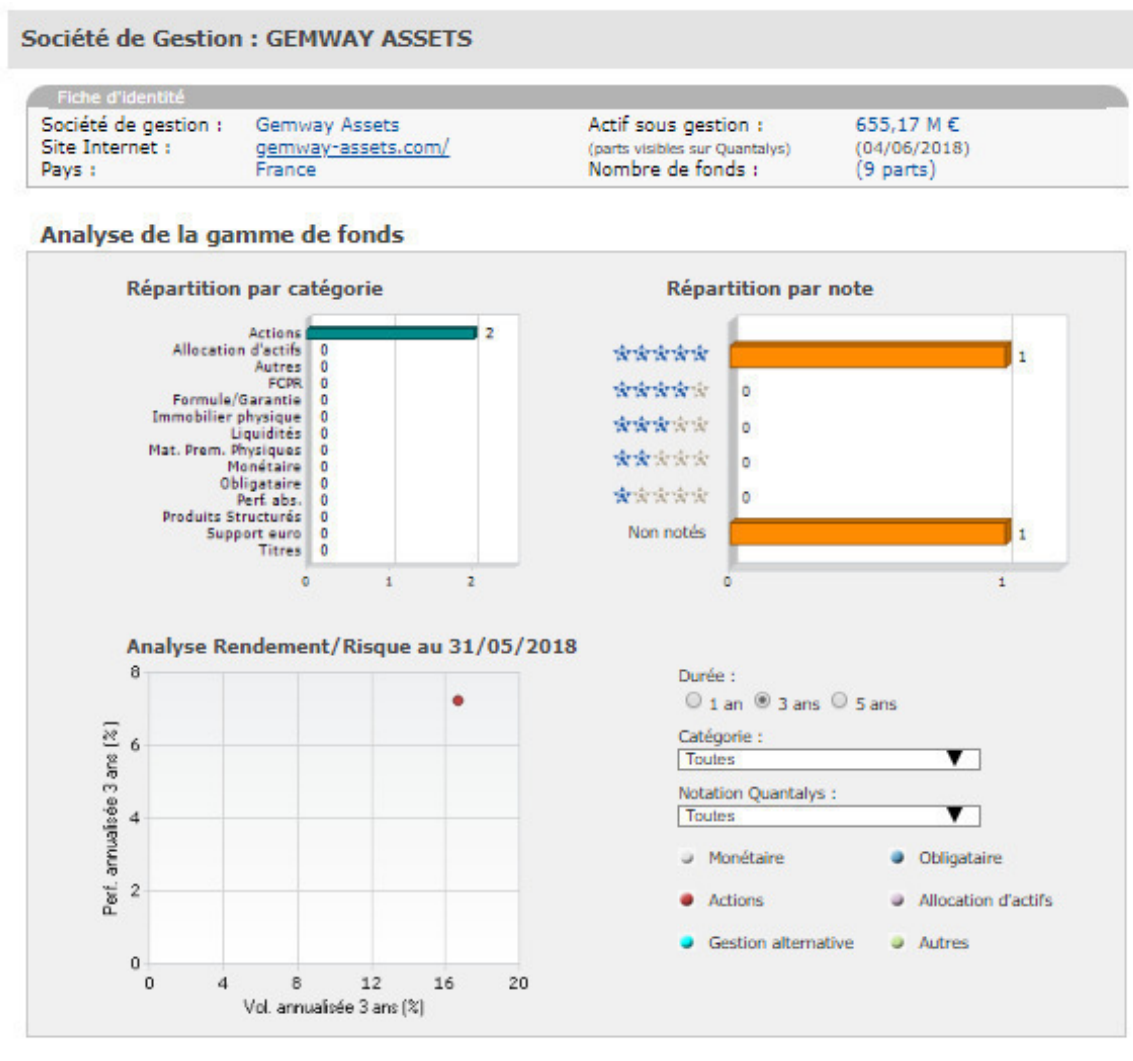 Société de Gestion : GEMWAY ASSETS
Fiche d'identité
Société de gestion : Gemway Assets Actif sous gestion : 655,17 M €
Site Internet : gemway-assets.com/ (parts visibles sur Quantalys) (04/06/2018)
Pays : France Nombre de fonds : (9 parts)
Analyse de la gamme de fonds
Répartition par catégorie
Actions 2
Allocation d'actifs 0
Autres 0
FCPR 0
Formule/Garantie 0
Immobilier physique 0
Liquidités 0
Mat. Prem. Physiques 0
Monétaire 0
Obligataire 0
Perf. abs. 0
Produits Structurés 0
Support euro 0
Titres 0
0 1 2
Répartition par note
1
0
0
0
0
Non notés 1
0 1
Analyse Rendement/Risque au 31/05/2018
8
6
4
2
0
Perf. annualisée 3 ans (%)
0 4 8 12 16 20
Vol. annualisée 3 ans (%)
Durée :
1 an 3 ans 5 ans
Catégorie :
Toutes
Notation Quantalys :
Toutes
Monétaire Obligataire
Actions Allocation d'actifs
Gestion alternative Autres